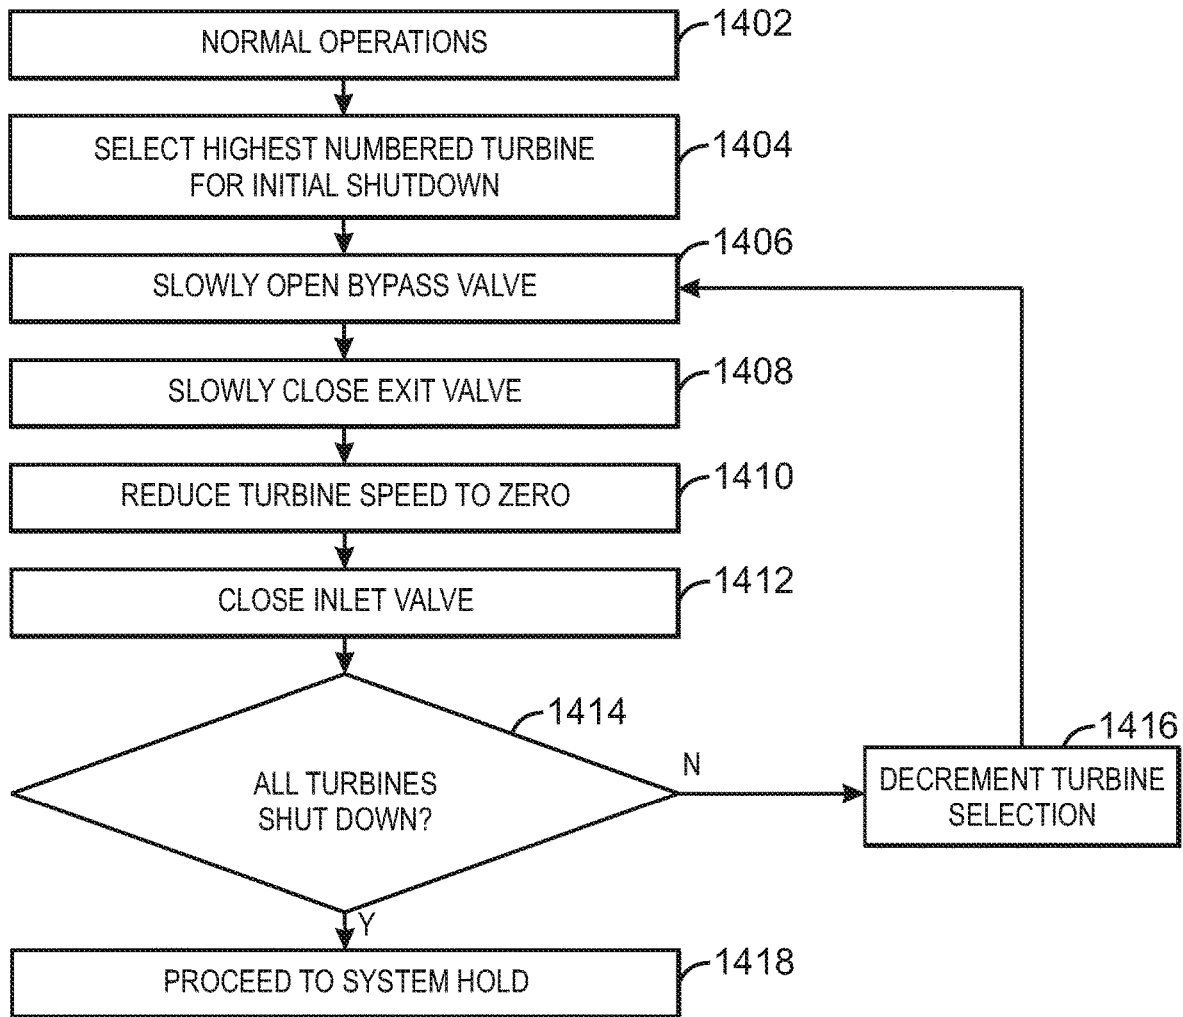 NORMAL OPERATIONS
1402
SELECT HIGHEST NUMBERED TURBINE
FOR INITIAL SHUTDOWN
1404
SLOWLY OPEN BYPASS VALVE
1406
SLOWLY CLOSE EXIT VALVE
1408
REDUCE TURBINE SPEED TO ZERO
1410
CLOSE INLET VALVE
1412
ALL TURBINES
SHUT DOWN?
1414
N
DECREMENT TURBINE
SELECTION
1416
Y
PROCEED TO SYSTEM HOLD
1418